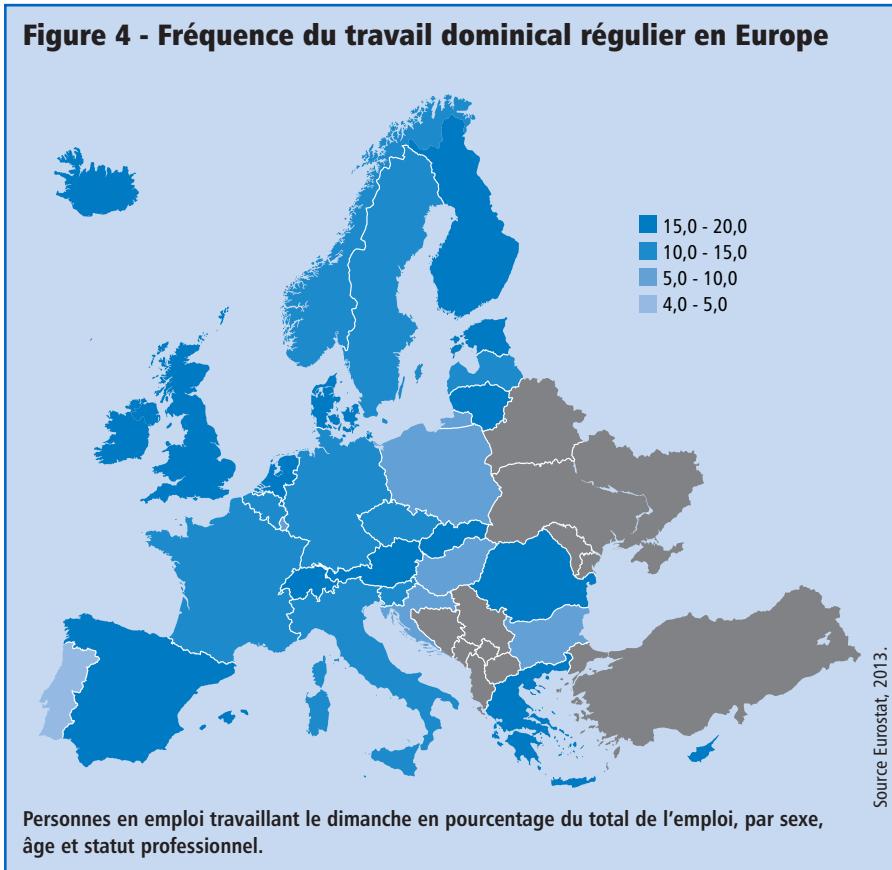 Figure 4 - Fréquence du travail dominical régulier en Europe
15,0 - 20,0
10,0 - 15,0
5,0 - 10,0
4,0 - 5,0
Source Eurostat, 2013.
Personnes en emploi travaillant le dimanche en pourcentage du total de l’emploi, par sexe,
âge et statut professionnel.